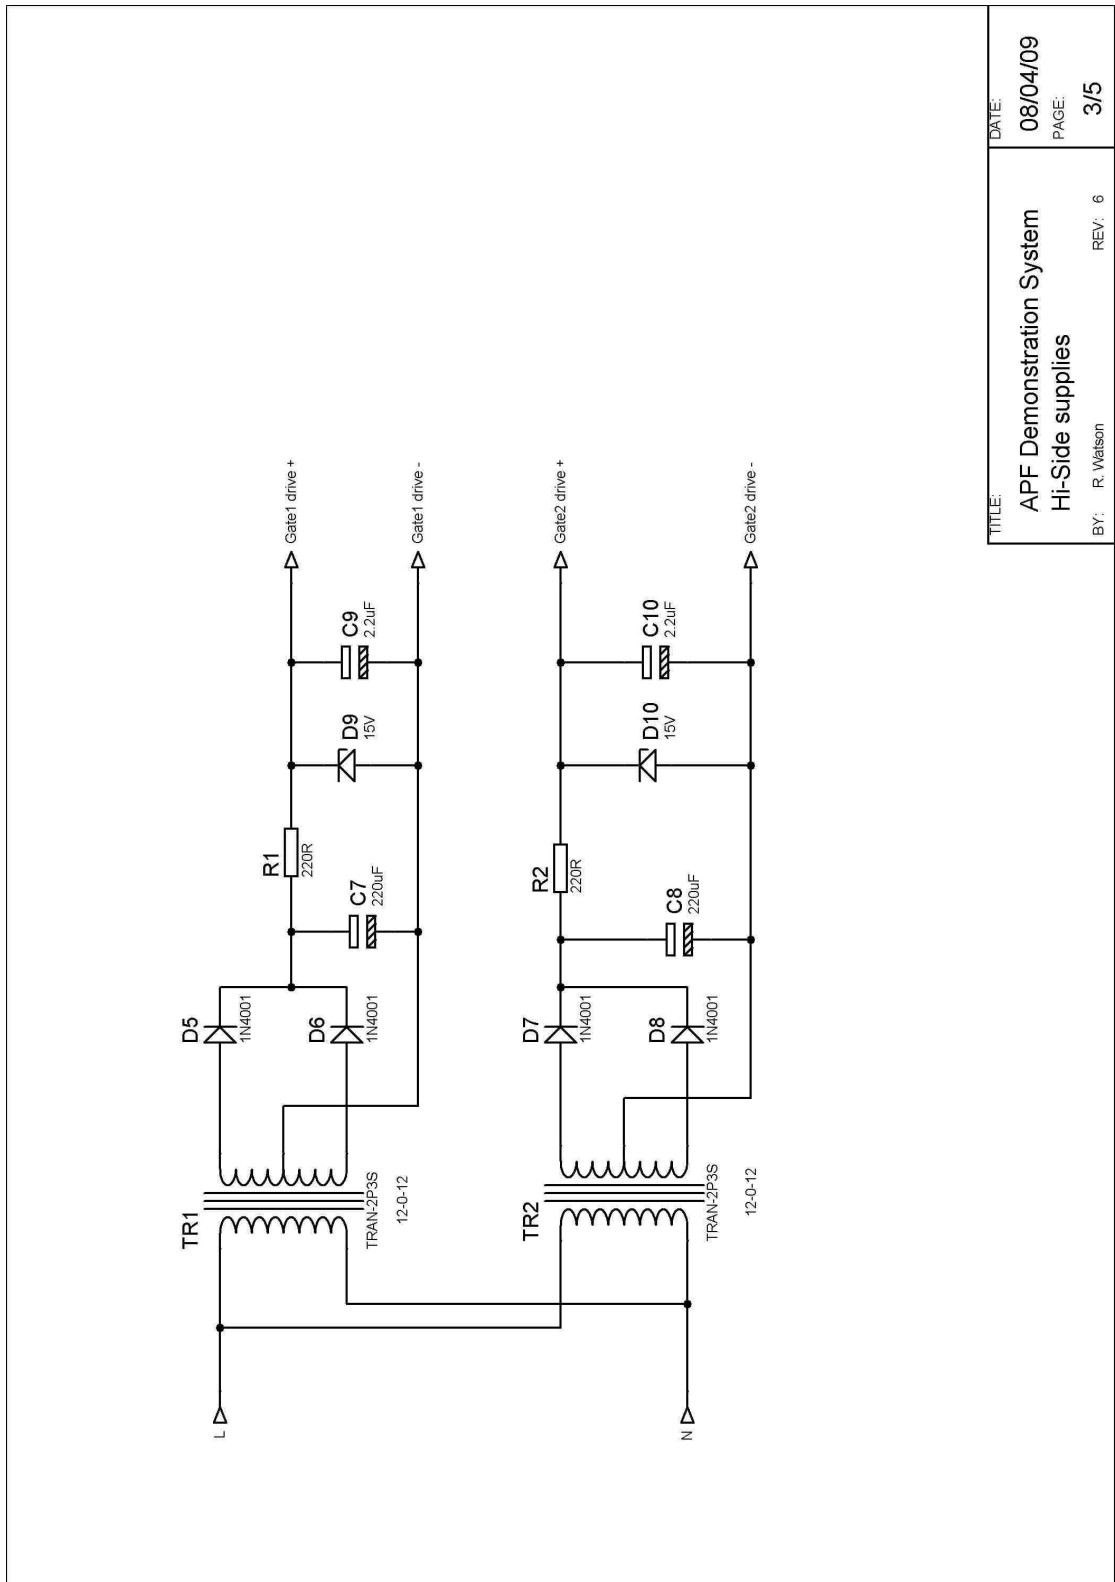 L
N
TR1
TRAN-2P3S
12-0-12
D5
1N4001
D6
1N4001
C7
220uF
R1
220R
D9
15V
C9
2.2uF
Gate1 drive +
Gate1 drive -
TR2
TRAN-2P3S
12-0-12
D7
1N4001
D8
1N4001
C8
220uF
R2
220R
D10
15V
C10
2.2uF
Gate2 drive +
Gate2 drive -
TITLE:
APF Demonstration System
Hi-Side supplies
BY: R. Watson REV: 6
DATE:
08/04/09
PAGE:
3/5